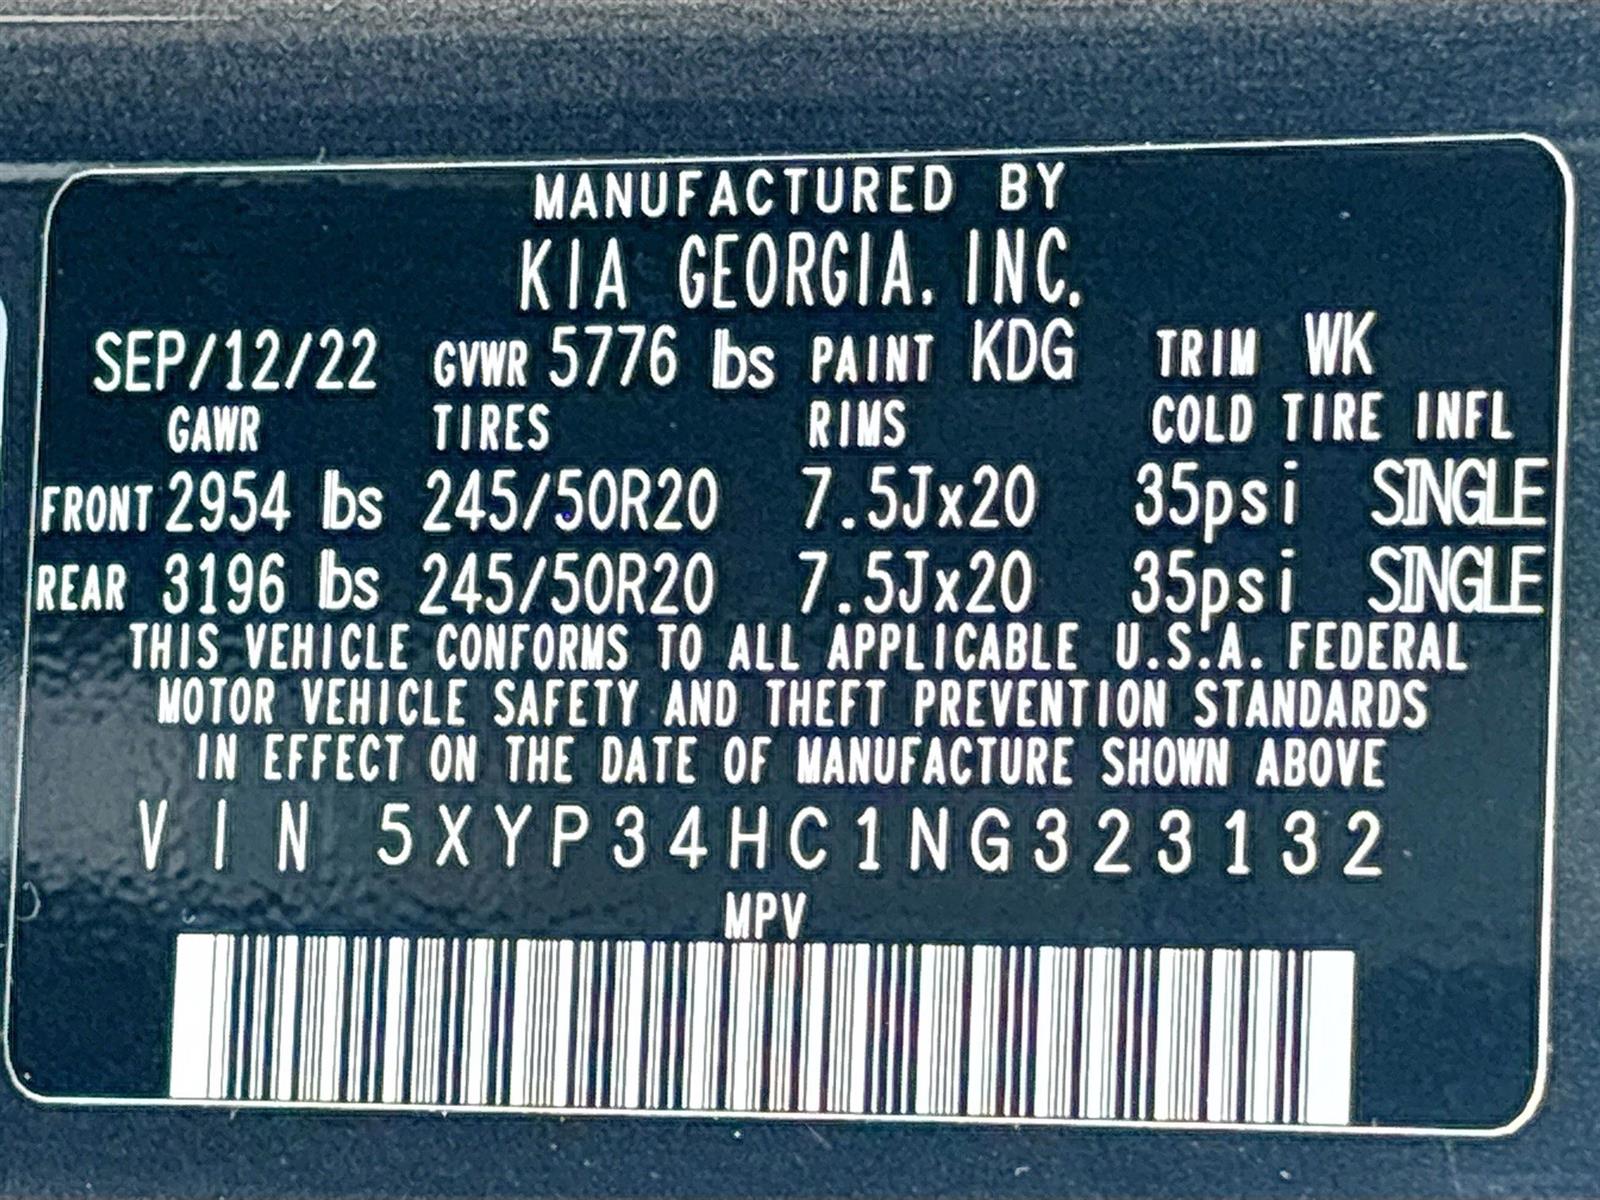 MANUFACTURED BY
KIA GEORGIA, INC.
SEP/12/22 GVWR 5776 lbs PAINT KDG TRIM WK
GAWR TIRES RIMS COLD TIRE INFL
FRONT 2954 lbs 245/50R20 7.5Jx20 35psi SINGLE
REAR 3196 lbs 245/50R20 7.5Jx20 35psi SINGLE
THIS VEHICLE CONFORMS TO ALL APPLICABLE U.S.A. FEDERAL
MOTOR VEHICLE SAFETY AND THEFT PREVENTION STANDARDS
IN EFFECT ON THE DATE OF MANUFACTURE SHOWN ABOVE
VIN 5XYP34HC1NG323132
MPV